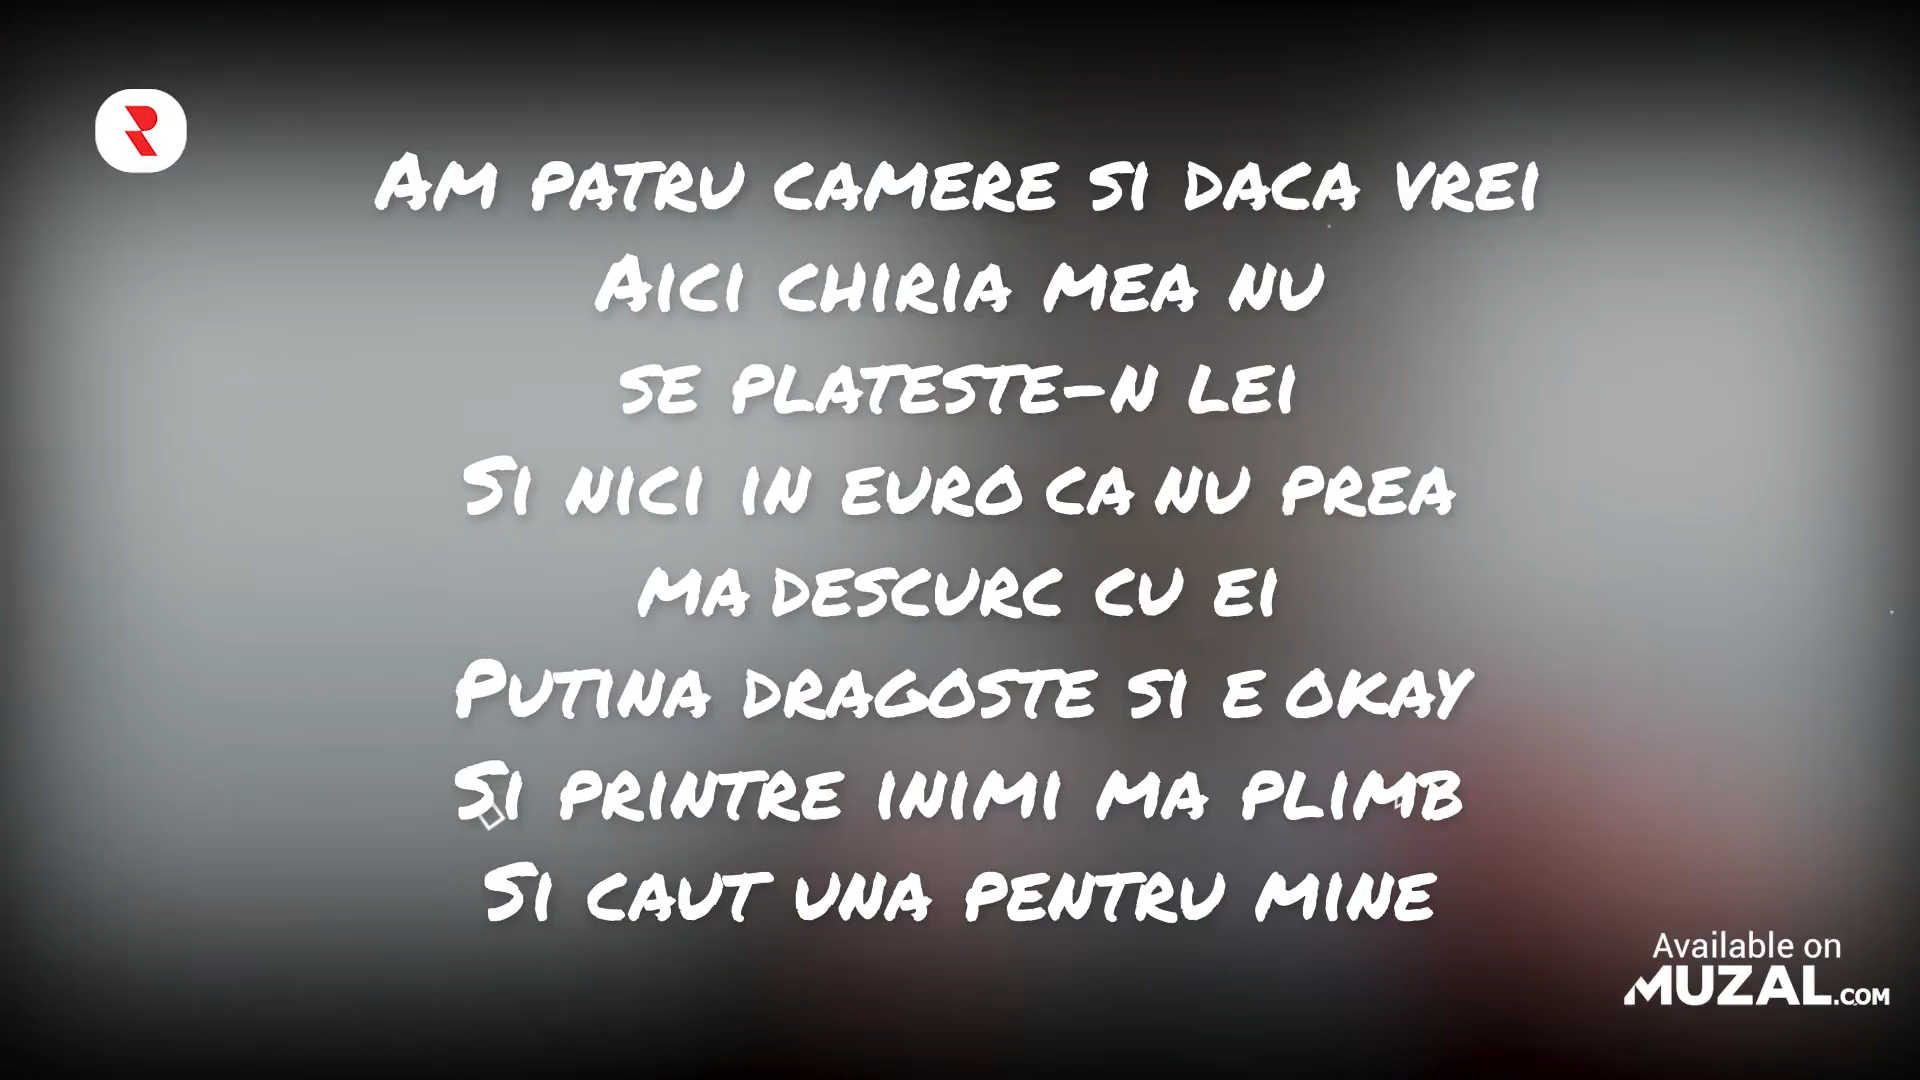 Am patru camere si daca vrei
Aici chiria mea nu
se plateste-n lei
Si nici in euro ca nu prea
ma descurc cu ei
Putina dragoste si e okay
Si printre inimi ma plimb
Si caut una pentru mine
Available on
MUZAL.COM